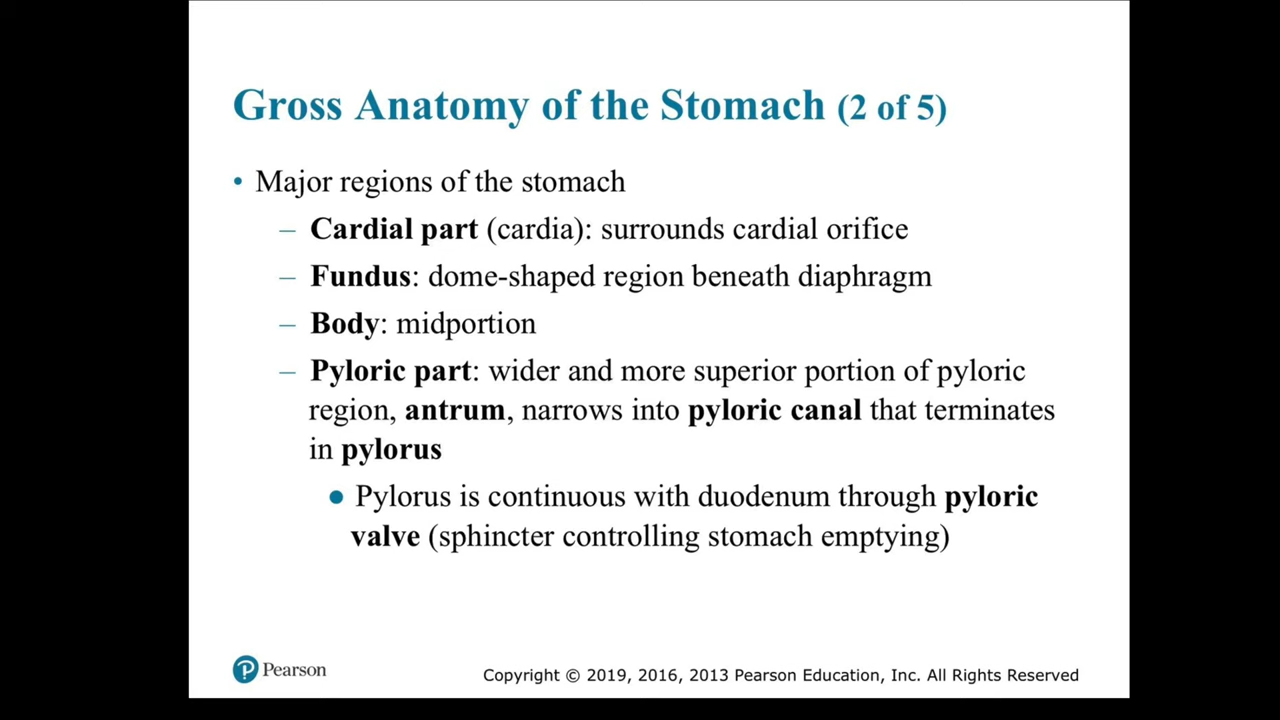 Gross Anatomy of the Stomach (2 of 5)
• Major regions of the stomach
– Cardial part (cardia): surrounds cardial orifice
– Fundus: dome-shaped region beneath diaphragm
– Body: midportion
– Pyloric part: wider and more superior portion of pyloric
region, antrum, narrows into pyloric canal that terminates
in pylorus
● Pylorus is continuous with duodenum through pyloric
valve (sphincter controlling stomach emptying)
P Pearson
Copyright © 2019, 2016, 2013 Pearson Education, Inc. All Rights Reserved